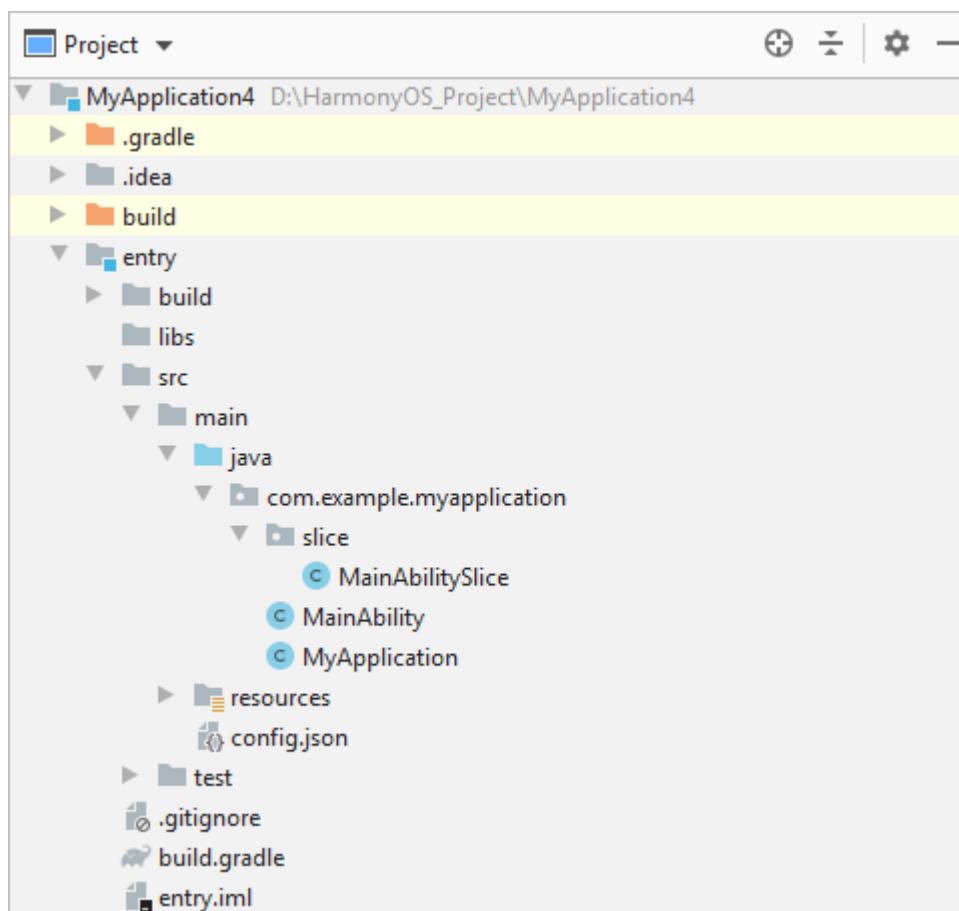 Project
MyApplication4 D:\HarmonyOS_Project\MyApplication4
.gradle
.idea
build
entry
build
libs
src
main
java
com.example.myapplication
slice
MainAbilitySlice
MainAbility
MyApplication
resources
config.json
test
.gitignore
build.gradle
entry.iml